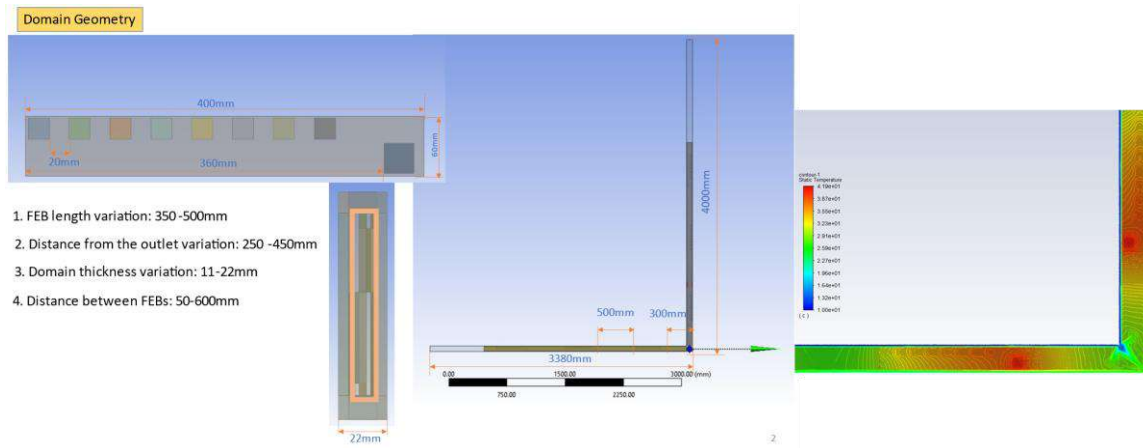 Domain Geometry
400mm
20mm
360mm
60mm
1. FEB length variation: 350 -500mm
2. Distance from the outlet variation: 250 -450mm
3. Domain thickness variation: 11-22mm
4. Distance between FEBs: 50-600mm
22mm
4000mm
500mm
300mm
3380mm
0.00
1500.00
3000.00 (mm)
750.00
2250.00
2
contour-1
Static Temperature
4.19e+01
3.87e+01
3.55e+01
3.23e+01
2.91e+01
2.59e+01
2.27e+01
1.96e+01
1.64e+01
1.32e+01
1.00e+01
( c )